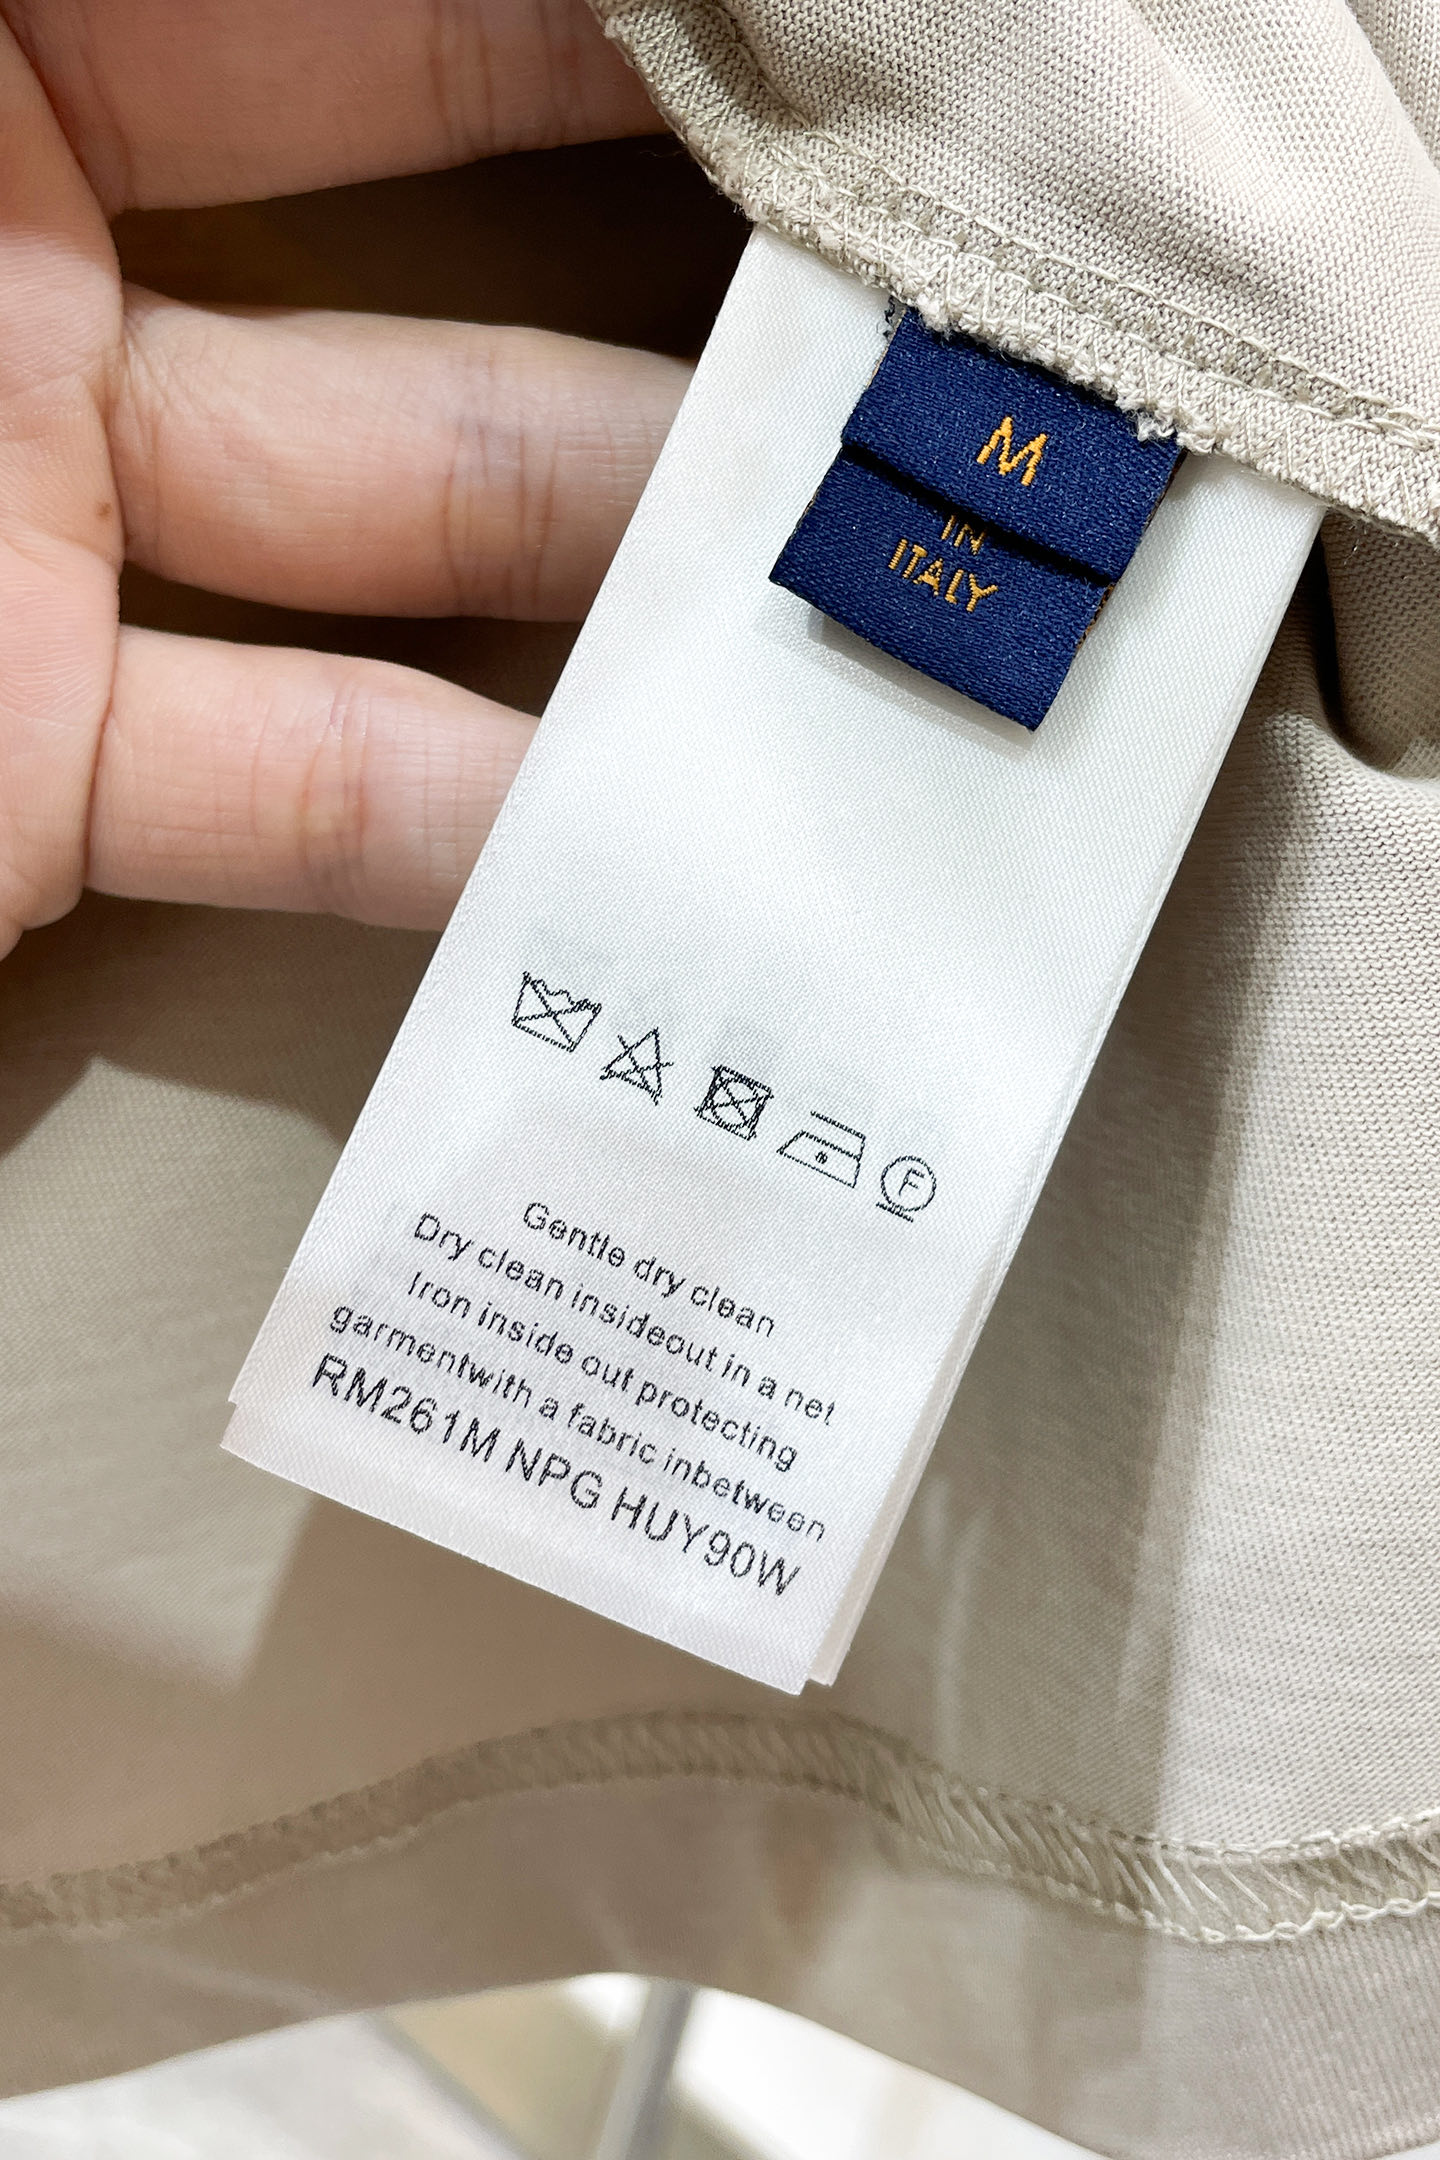 M
IN
ITALY
F
Gentle dry clean
Dry clean insideout in a net
Iron inside out protecting
garmentwith a fabric inbetween
RM261M NPG HUY90W